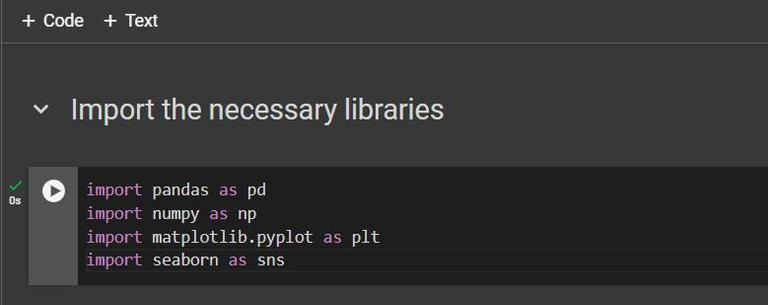 + Code + Text
Import the necessary libraries
0s
import pandas as pd
import numpy as np
import matplotlib.pyplot as plt
import seaborn as sns